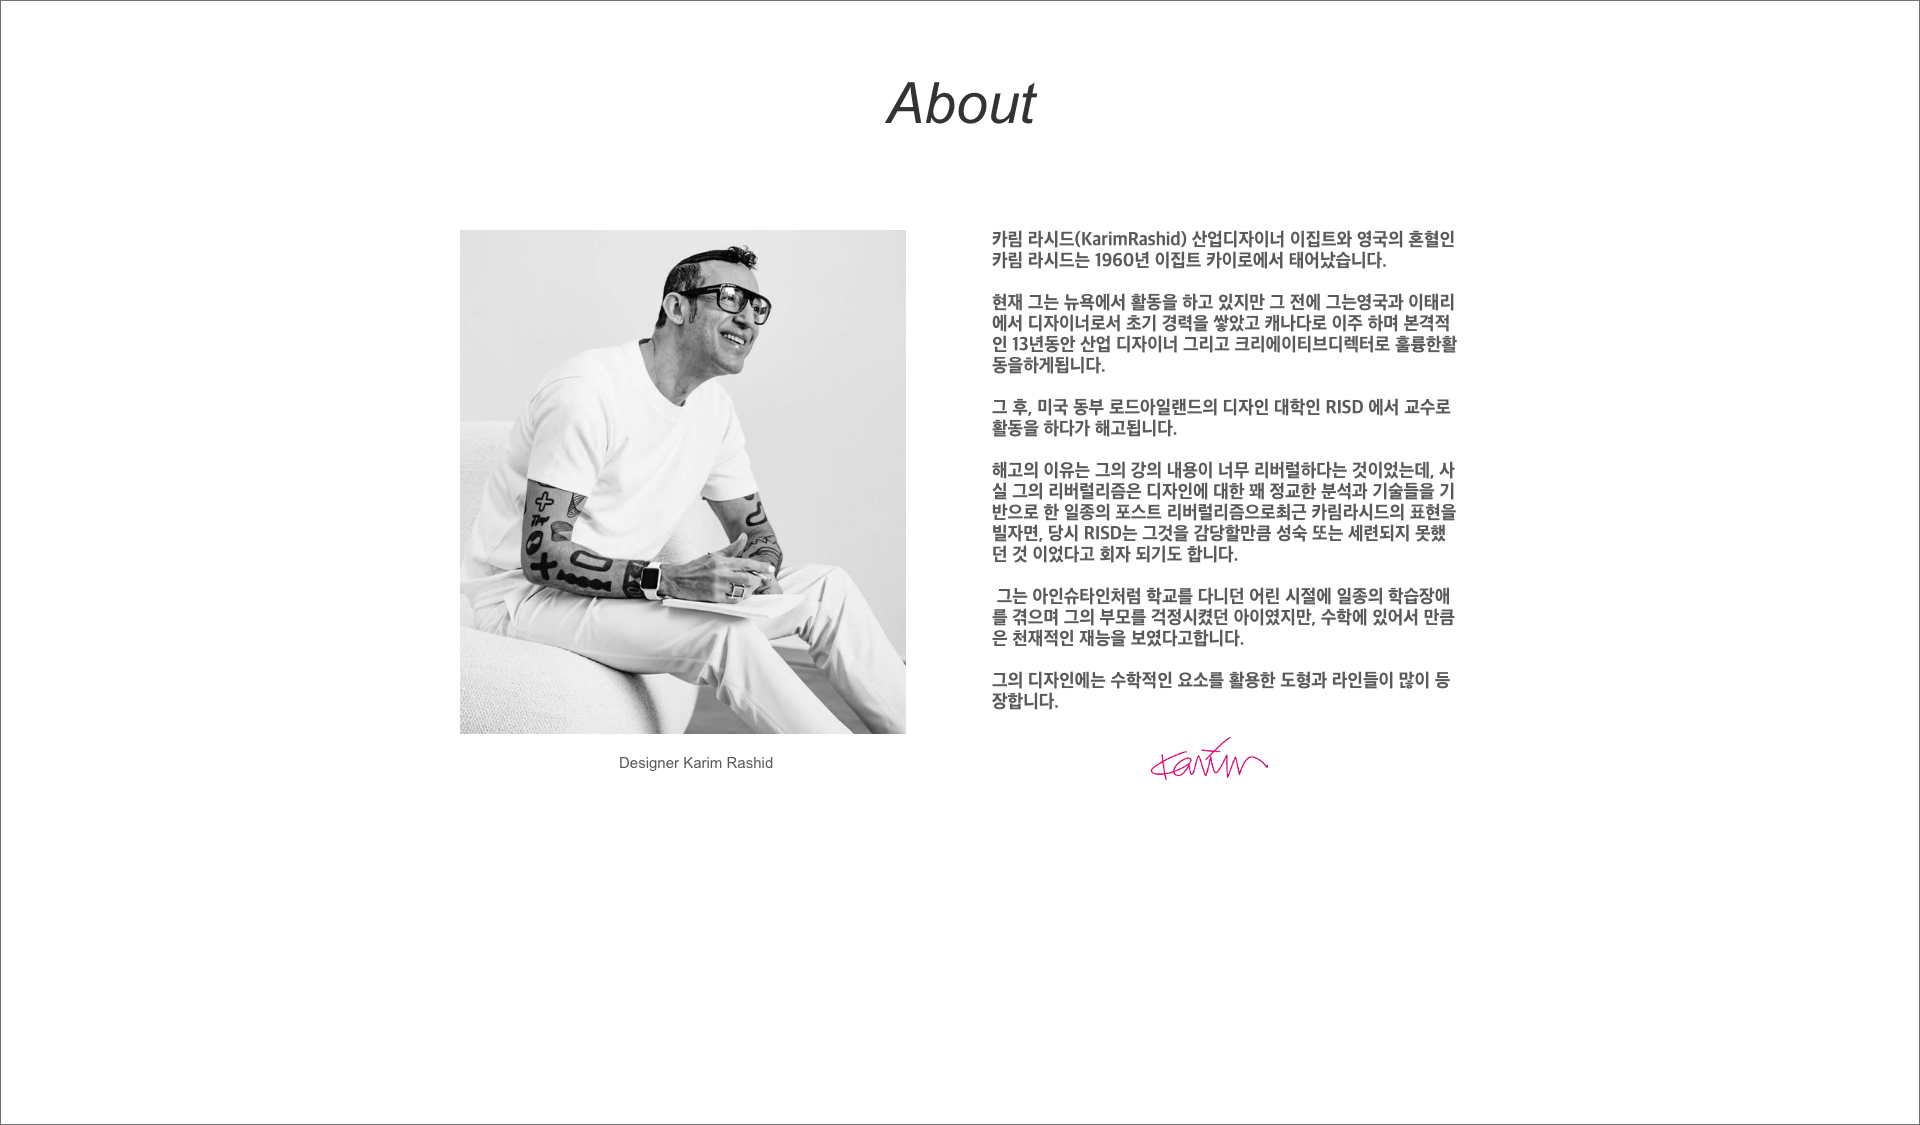 About
카림 라시드(KarimRashid) 산업디자이너 이집트와 영국의 혼혈인
카림 라시드는 1960년 이집트 카이로에서 태어났습니다.
현재 그는 뉴욕에서 활동을 하고 있지만 그 전에 그는영국과 이태리
에서 디자이너로서 초기 경력을 쌓았고 캐나다로 이주 하며 본격적
인 13년동안 산업 디자이너 그리고 크리에이티브디렉터로 훌륭한활
동을하게됩니다.
그 후, 미국 동부 로드아일랜드의 디자인 대학인 RISD 에서 교수로
활동을 하다가 해고됩니다.
해고의 이유는 그의 강의 내용이 너무 리버럴하다는 것이었는데, 사
실 그의 리버럴리즘은 디자인에 대한 꽤 정교한 분석과 기술들을 기
반으로 한 일종의 포스트 리버럴리즘으로최근 카림라시드의 표현을
빌자면, 당시 RISD는 그것을 감당할만큼 성숙 또는 세련되지 못했
던 것 이었다고 회자 되기도 합니다.
그는 아인슈타인처럼 학교를 다니던 어린 시절에 일종의 학습장애
를 겪으며 그의 부모를 걱정시켰던 아이였지만, 수학에 있어서 만큼
은 천재적인 재능을 보였다고합니다.
그의 디자인에는 수학적인 요소를 활용한 도형과 라인들이 많이 등
장합니다.
Karim
Designer Karim Rashid